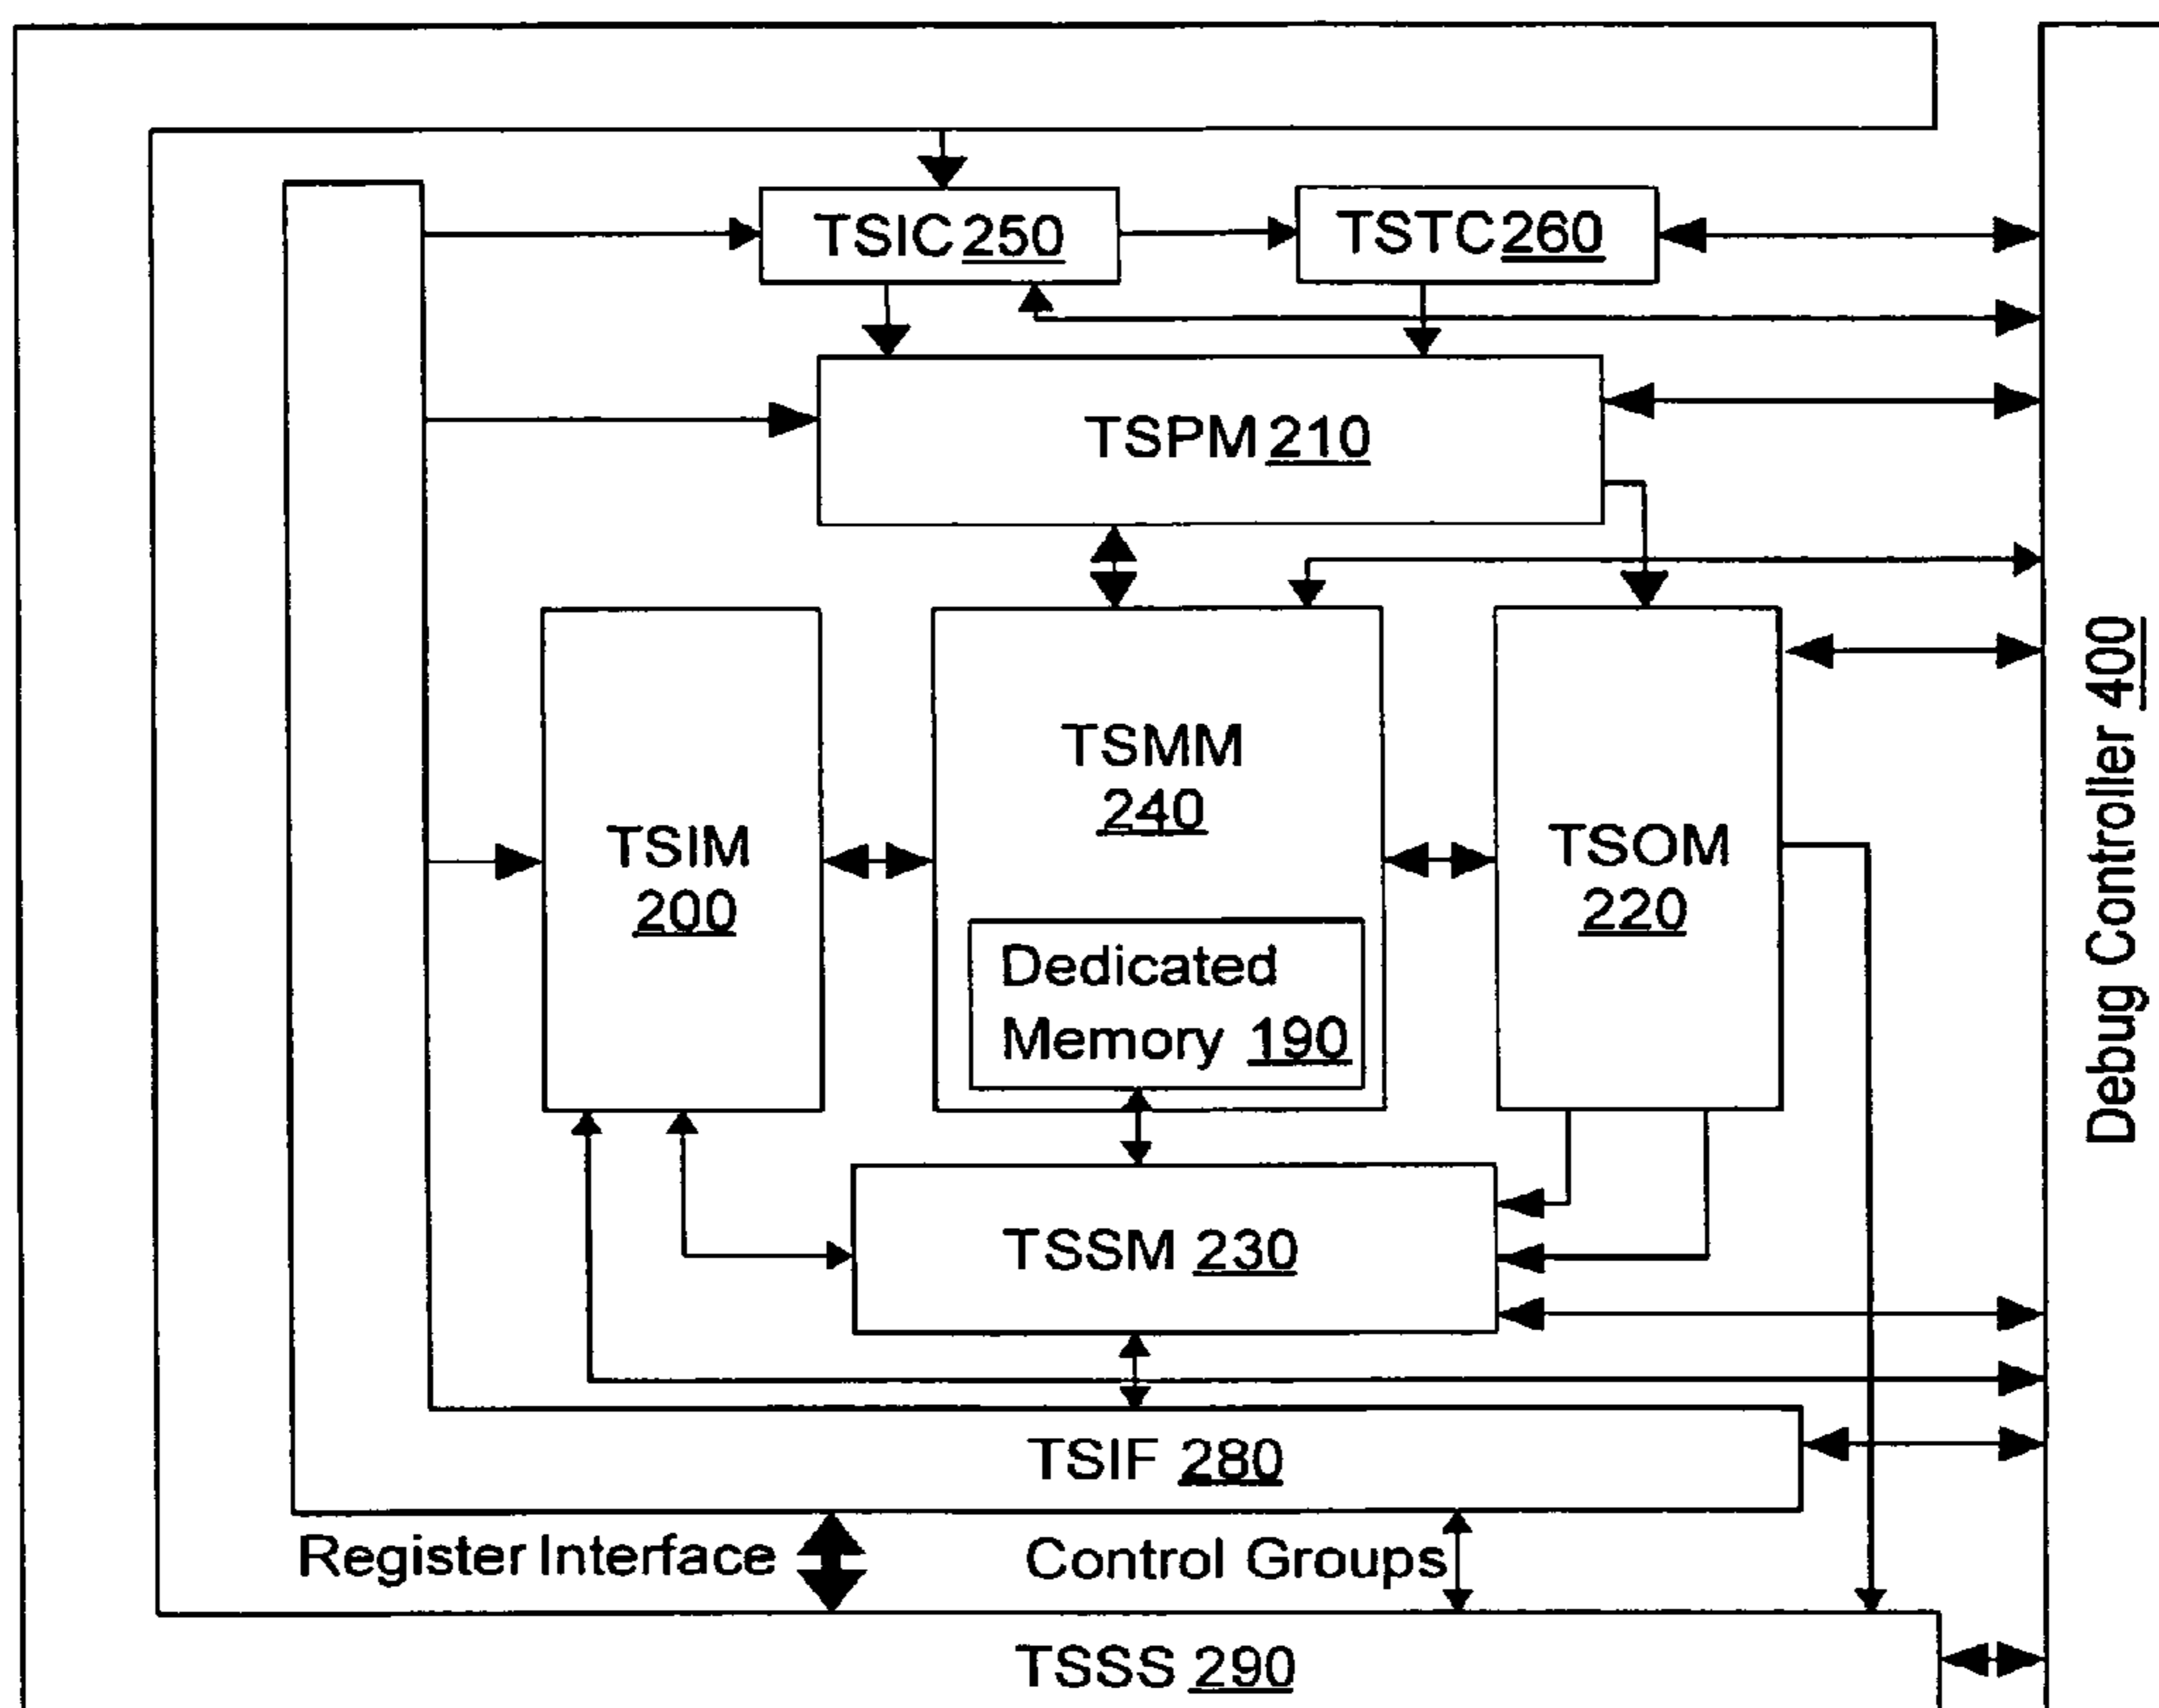 TSIC 250
TSTC 260
TSPM 210
TSMM
240
TSIM
200
TSOM
220
Dedicated
Memory 190
TSSM 230
TSIF 280
Register Interface
Control Groups
TSSS 290
Debug Controller 400